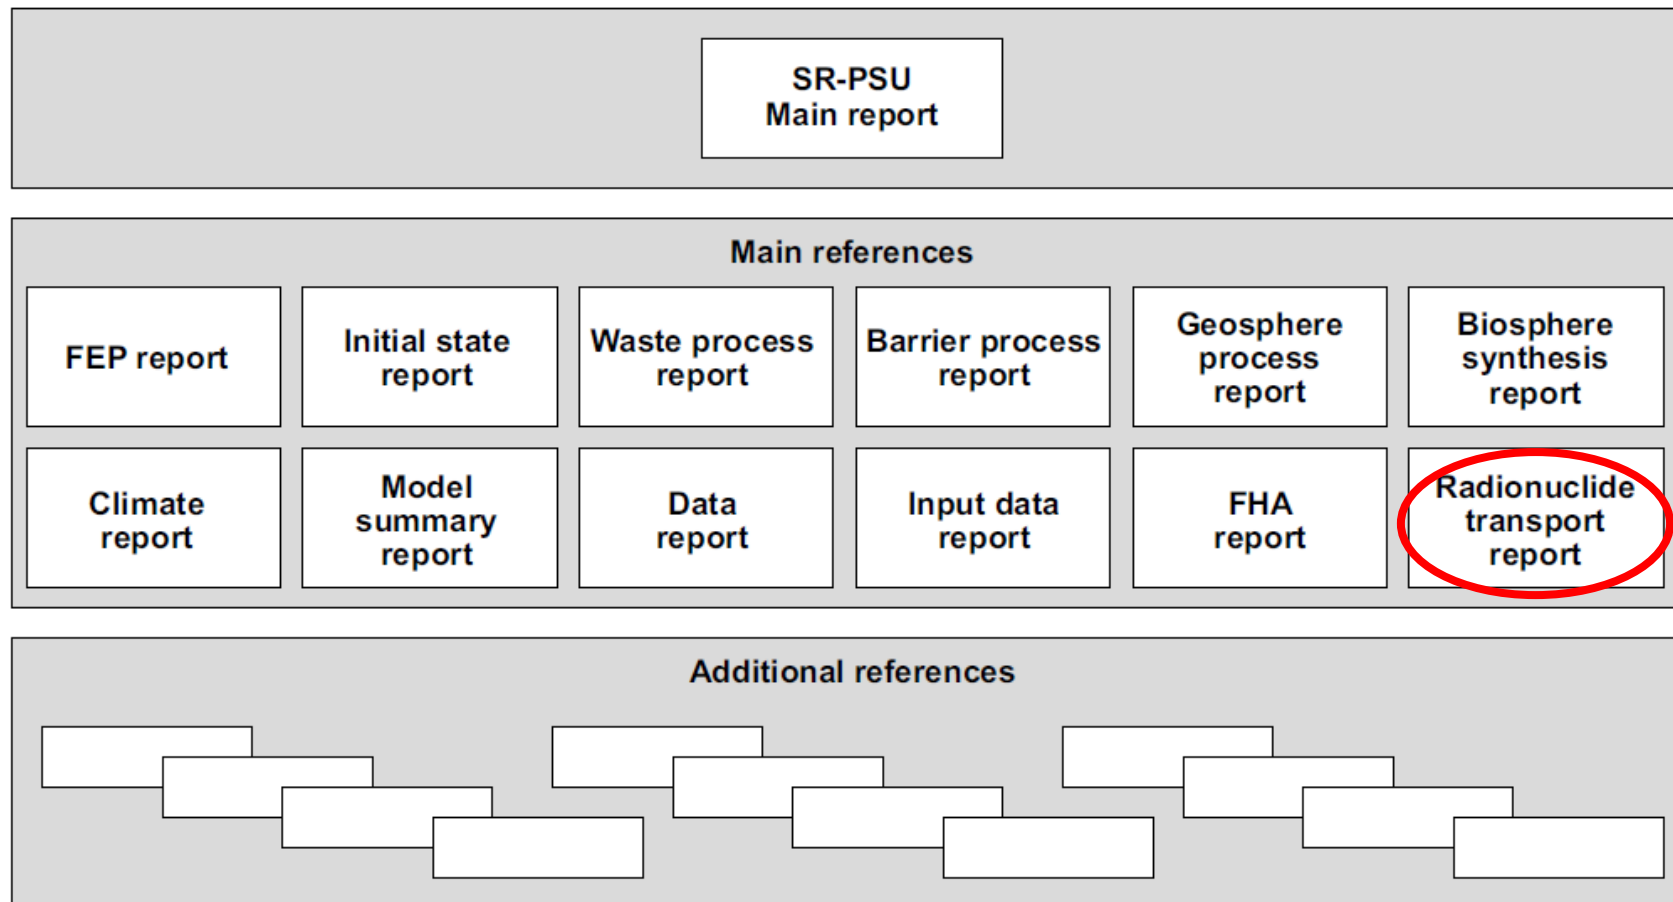 SR-PSU
Main report
Main references
FEP report
Initial state
report
Waste process
report
Barrier process
report
Geosphere
process
report
Biosphere
synthesis
report
Climate
report
Model
summary
report
Data
report
Input data
report
FHA
report
Radionuclide
transport
report
Additional references